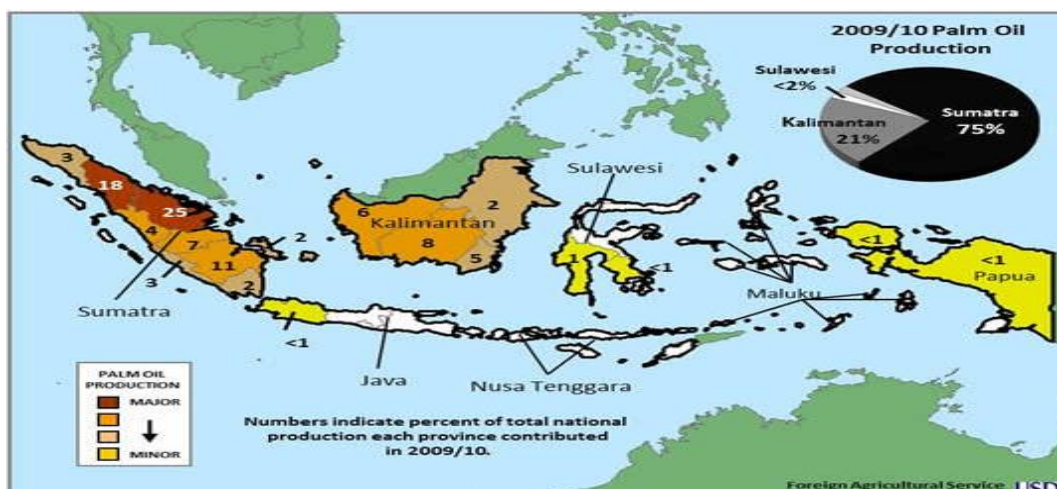 2009/10 Palm Oil
Production
Sulawesi
<2%
Sumatra
75%
Kalimantan
21%
3
18
25
4
7
2
11
3
2
Sumatra
6
Kalimantan
2
8
5
Sulawesi
1
<1
<1
<1
Papua
Maluku
<1
Java
Nusa Tenggara
PALM OIL
PRODUCTION
MAJOR
MINOR
Numbers indicate percent of total national
production each province contributed
in 2009/10.
Foreign Agricultural Service USD